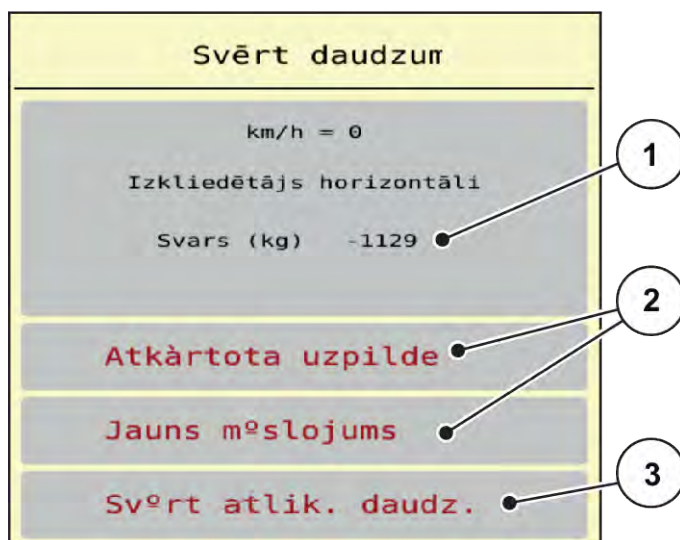 Svērt daudzum
km/h = 0
Izkliedētājs horizontāli
Svars (kg) -1129
Atkàrtota uzpilde
Jauns mºslojums
Svºrt atlik. daudz.
1
2
3